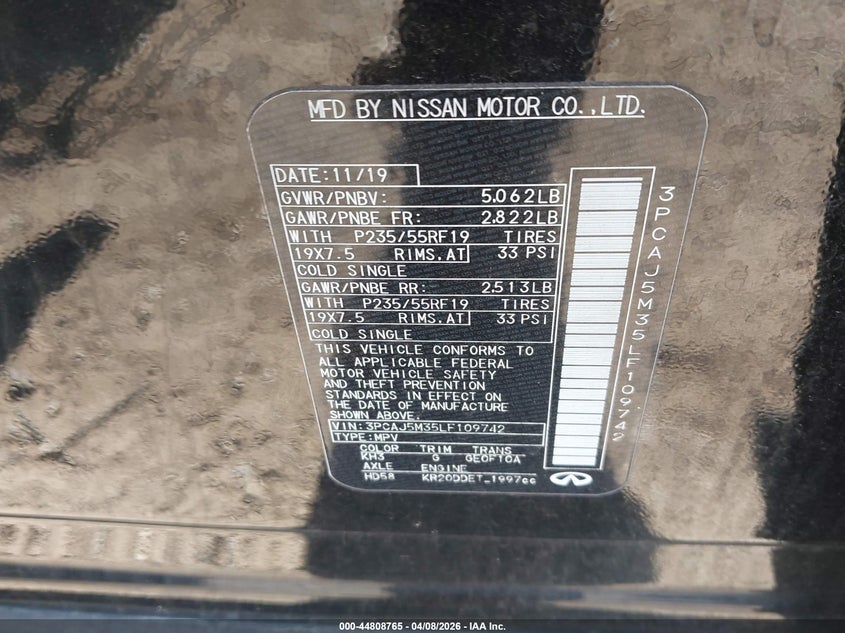 MFD BY NISSAN MOTOR CO.,LTD.
DATE:11/19
GVWR/PNBV: 5.062LB
GAWR/PNBE FR: 2.822LB
WITH P235/55RF19 TIRES
19X7.5 RIMS.AT 33 PSI
COLD SINGLE
GAWR/PNBE RR: 2.513LB
WITH P235/55RF19 TIRES
19X7.5 RIMS.AT 33 PSI
COLD SINGLE
THIS VEHICLE CONFORMS TO
ALL APPLICABLE FEDERAL
MOTOR VEHICLE SAFETY
AND THEFT PREVENTION
STANDARDS IN EFFECT ON
THE DATE OF MANUFACTURE
SHOWN ABOVE.
VIN:3PCAJ5M35LF109742
TYPE:MPV
COLOR TRIM TRANS
KH3 G GEOF10A
AXLE ENGINE
HD58 KR20DDET_1997cc
3PCAJ5M35LF109742
000-44808765 - 04/08/2026 - IAA Inc.